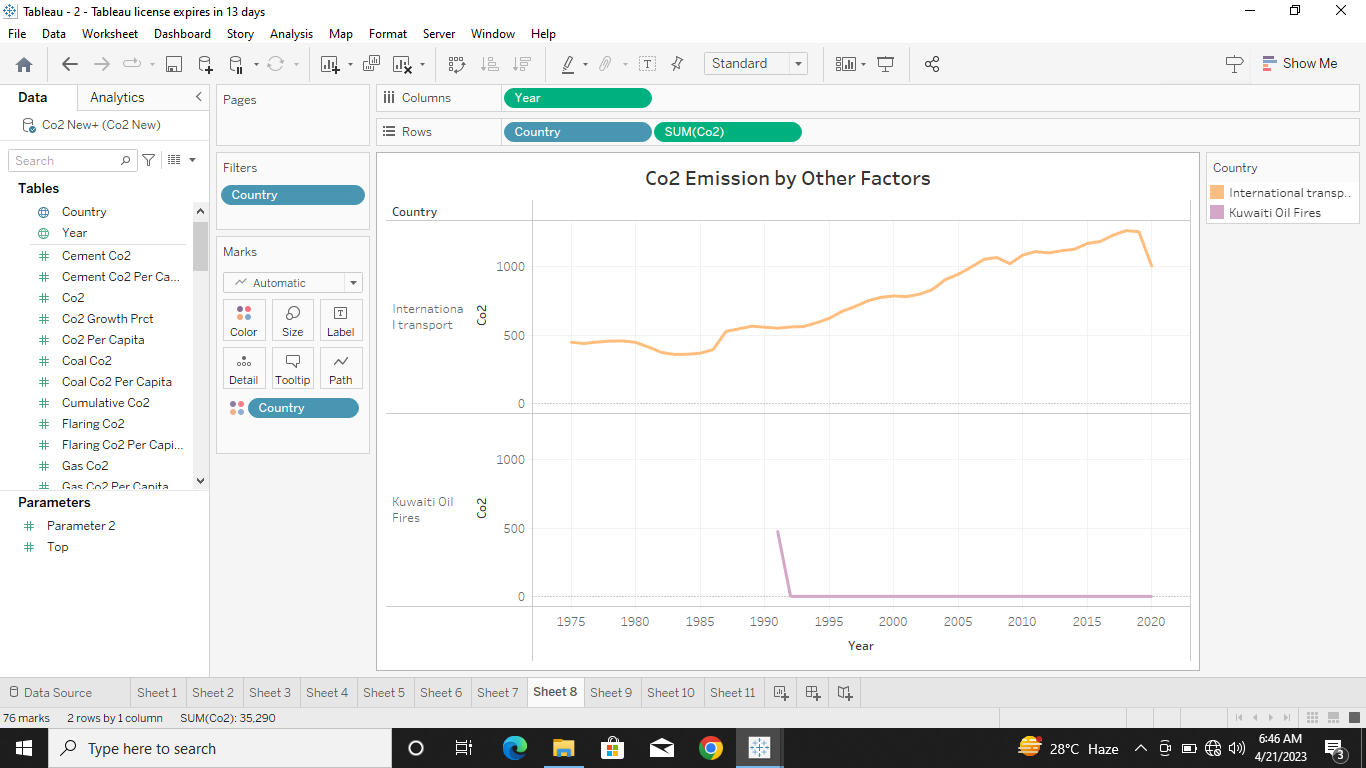 Tableau - 2 - Tableau license expires in 13 days
File Data Worksheet Dashboard Story Analysis Map Format Server Window Help
Standard
Show Me
Data Analytics
Co2 New+ (Co2 New)
Search
Tables
Country
Year
Cement Co2
Cement Co2 Per Ca...
Co2
Co2 Growth Prct
Co2 Per Capita
Coal Co2
Coal Co2 Per Capita
Cumulative Co2
Flaring Co2
Flaring Co2 Per Capi...
Gas Co2
Gas Co2 Per Capita
Parameters
Parameter 2
Top
Pages
Filters
Country
Marks
Automatic
Color Size Label
Detail Tooltip Path
Country
Columns Year
Rows Country SUM(Co2)
Co2 Emission by Other Factors
Country
Internationa
l transport
Co2
1000
500
0
Kuwaiti Oil
Fires
Co2
1000
500
0
1975 1980 1985 1990 1995 2000 2005 2010 2015 2020
Year
Country
International transp..
Kuwaiti Oil Fires
Data Source Sheet 1 Sheet 2 Sheet 3 Sheet 4 Sheet 5 Sheet 6 Sheet 7 Sheet 8 Sheet 9 Sheet 10 Sheet 11
76 marks 2 rows by 1 column SUM(Co2): 35,290
Type here to search
28°C Haze
6:46 AM
4/21/2023
3